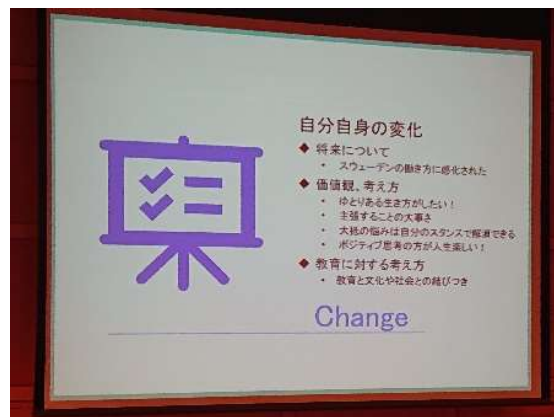 自分自身の変化
◆ 将来について
・ スウェーデンの働き方に感化された
◆ 価値観、考え方
・ ゆとりある生き方がしたい！
・ 主張することの大事さ
・ 大抵の悩みは自分のスタンスで解消できる
・ ポジティブ思考の方が人生楽しい！
◆ 教育に対する考え方
・ 教育と文化や社会との結びつき
Change